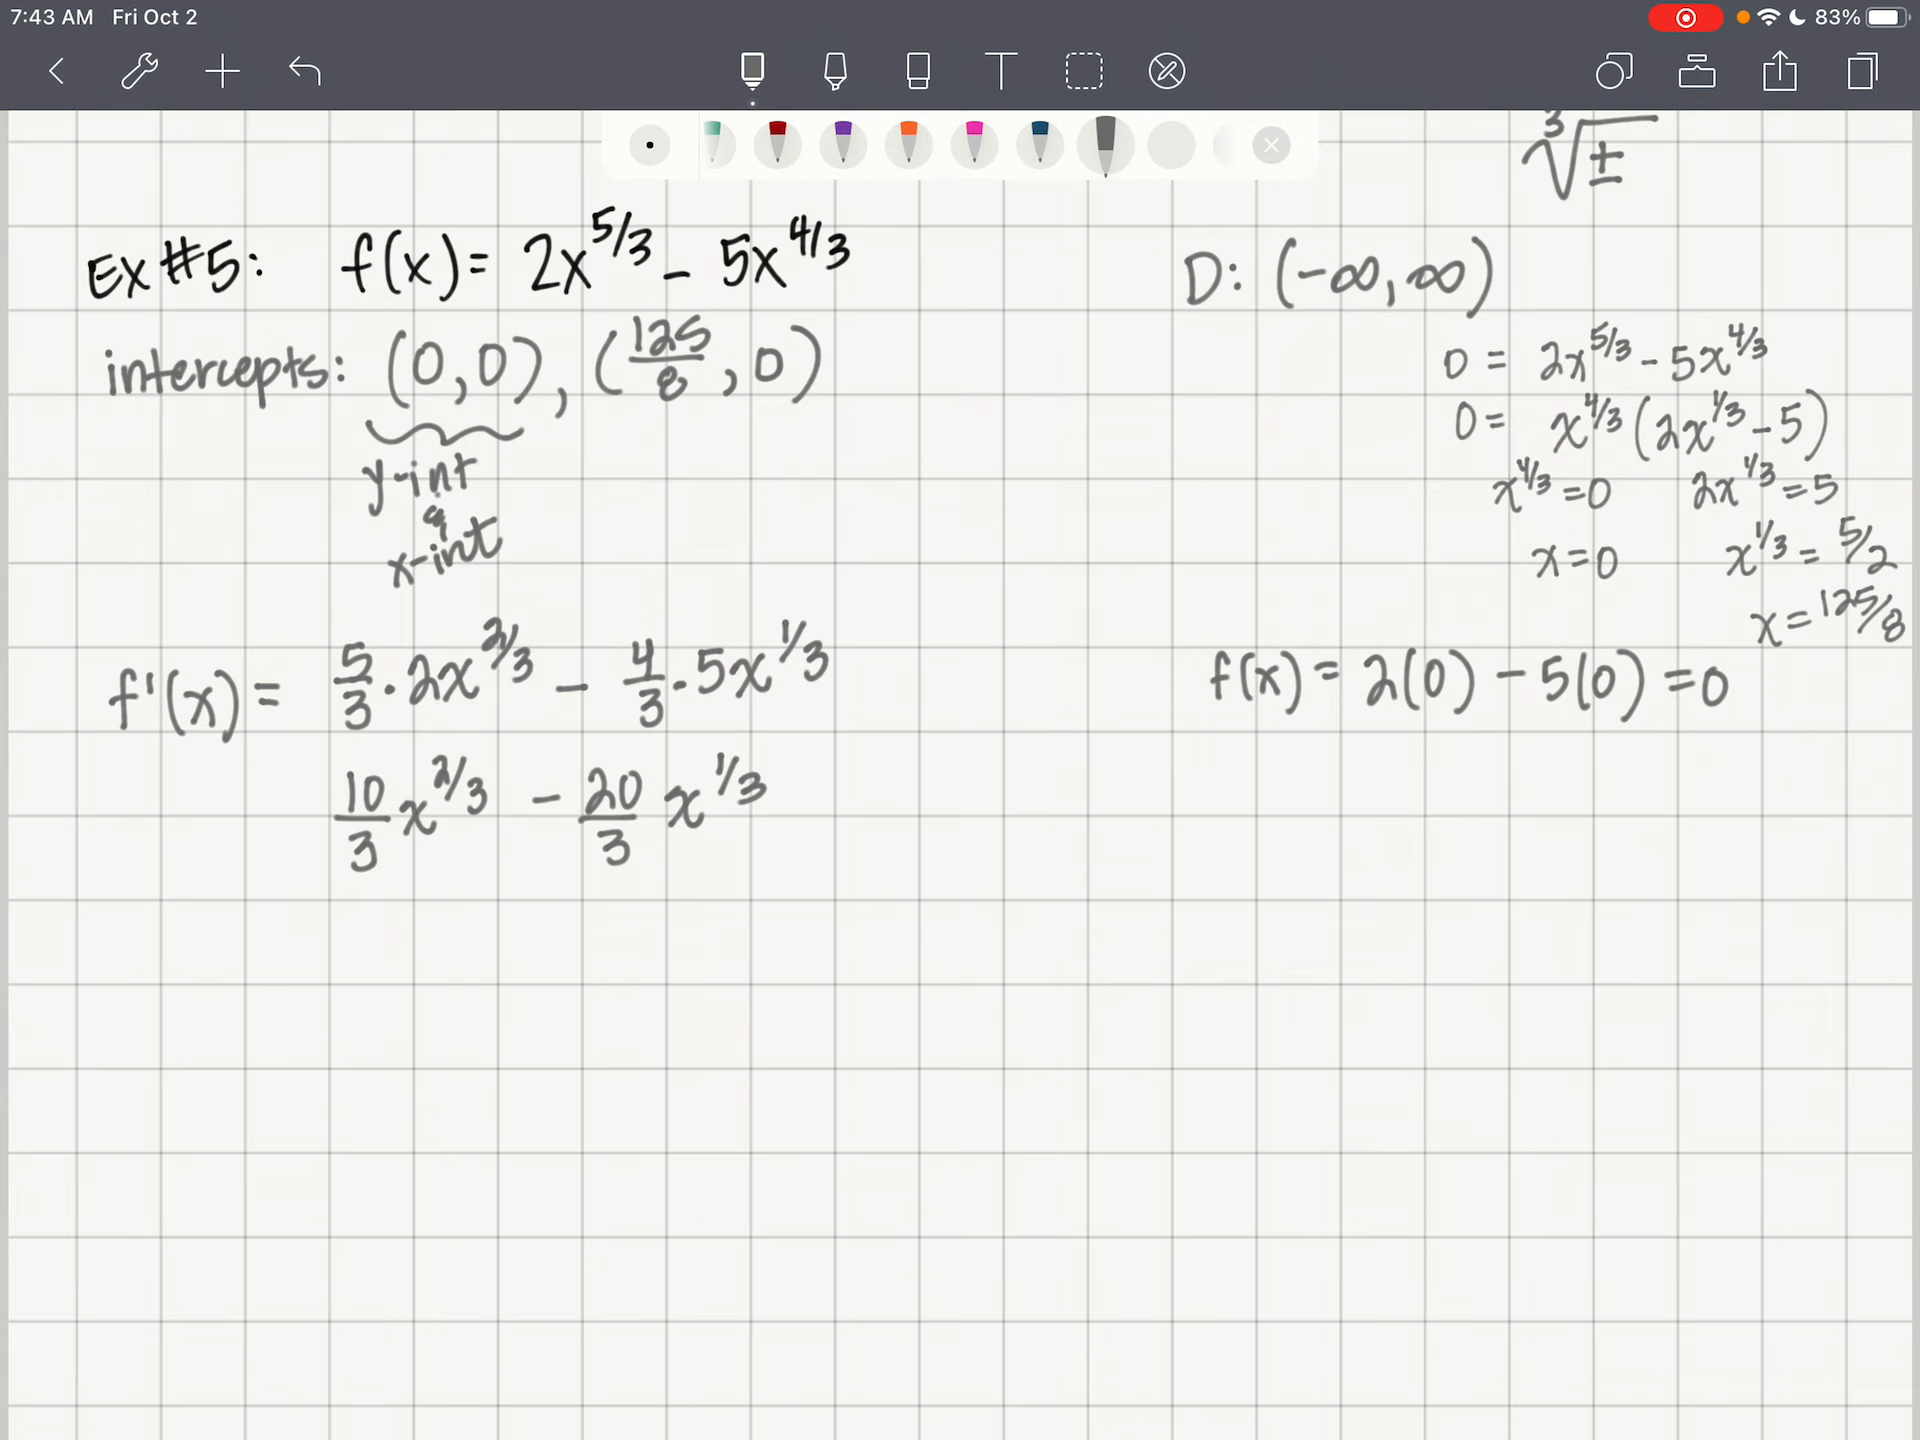 7:43 AM Fri Oct 2 83%
T
∛±
Ex #5: f(x) = 2x^5/3 - 5x^4/3
D: (-∞, ∞)
intercepts: (0,0), (125/8, 0)
y-int
&
x-int
0 = 2x^5/3 - 5x^4/3
0 = x^4/3 (2x^1/3 - 5)
x^4/3 = 0 2x^1/3 = 5
x = 0 x^1/3 = 5/2
x = 125/8
f'(x) = 5/3 · 2x^2/3 - 4/3 · 5x^1/3
f(x) = 2(0) - 5(0) = 0
10/3 x^2/3 - 20/3 x^1/3